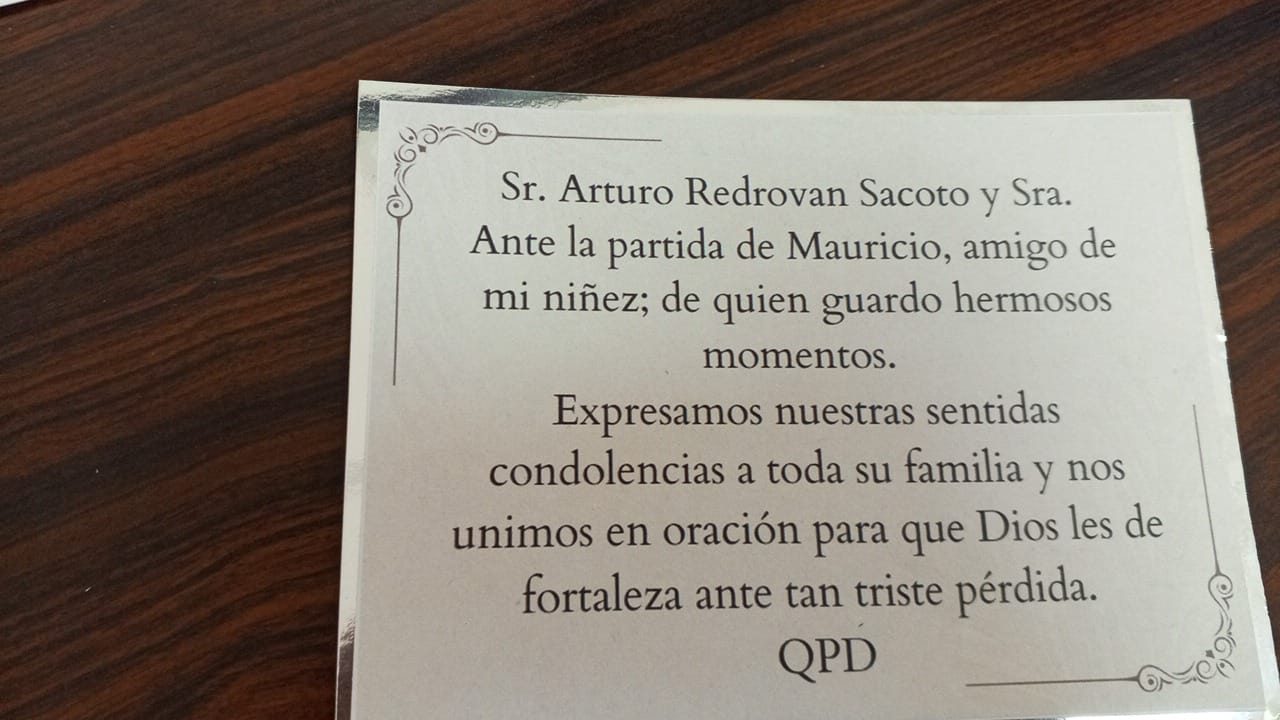 Sr. Arturo Redrovan Sacoto y Sra.
Ante la partida de Mauricio, amigo de
mi niñez; de quien guardo hermosos
momentos.
Expresamos nuestras sentidas
condolencias a toda su familia y nos
unimos en oración para que Dios les de
fortaleza ante tan triste pérdida.
QPD